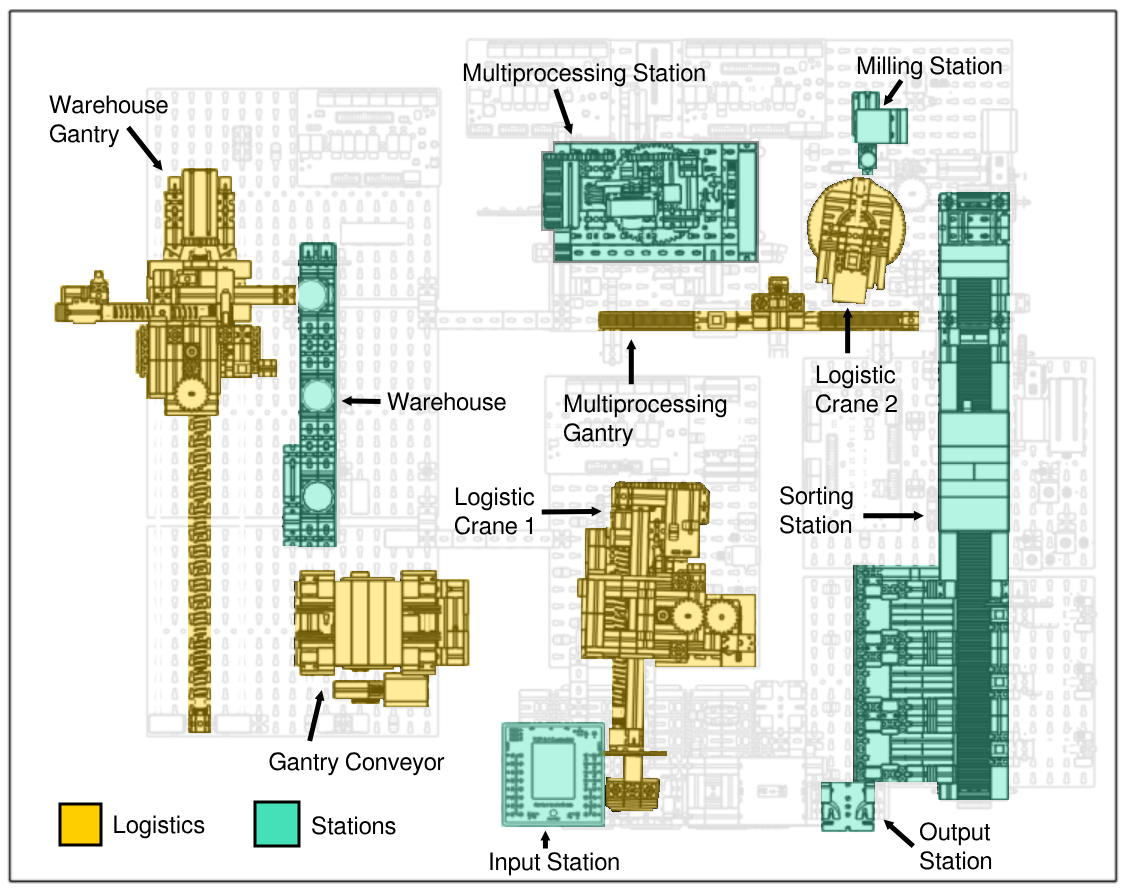 Multiprocessing Station
Milling Station
Warehouse
Gantry
Warehouse
Multiprocessing
Gantry
Logistic
Crane 2
Logistic
Crane 1
Sorting
Station
Gantry Conveyor
Logistics
Stations
Input Station
Output
Station